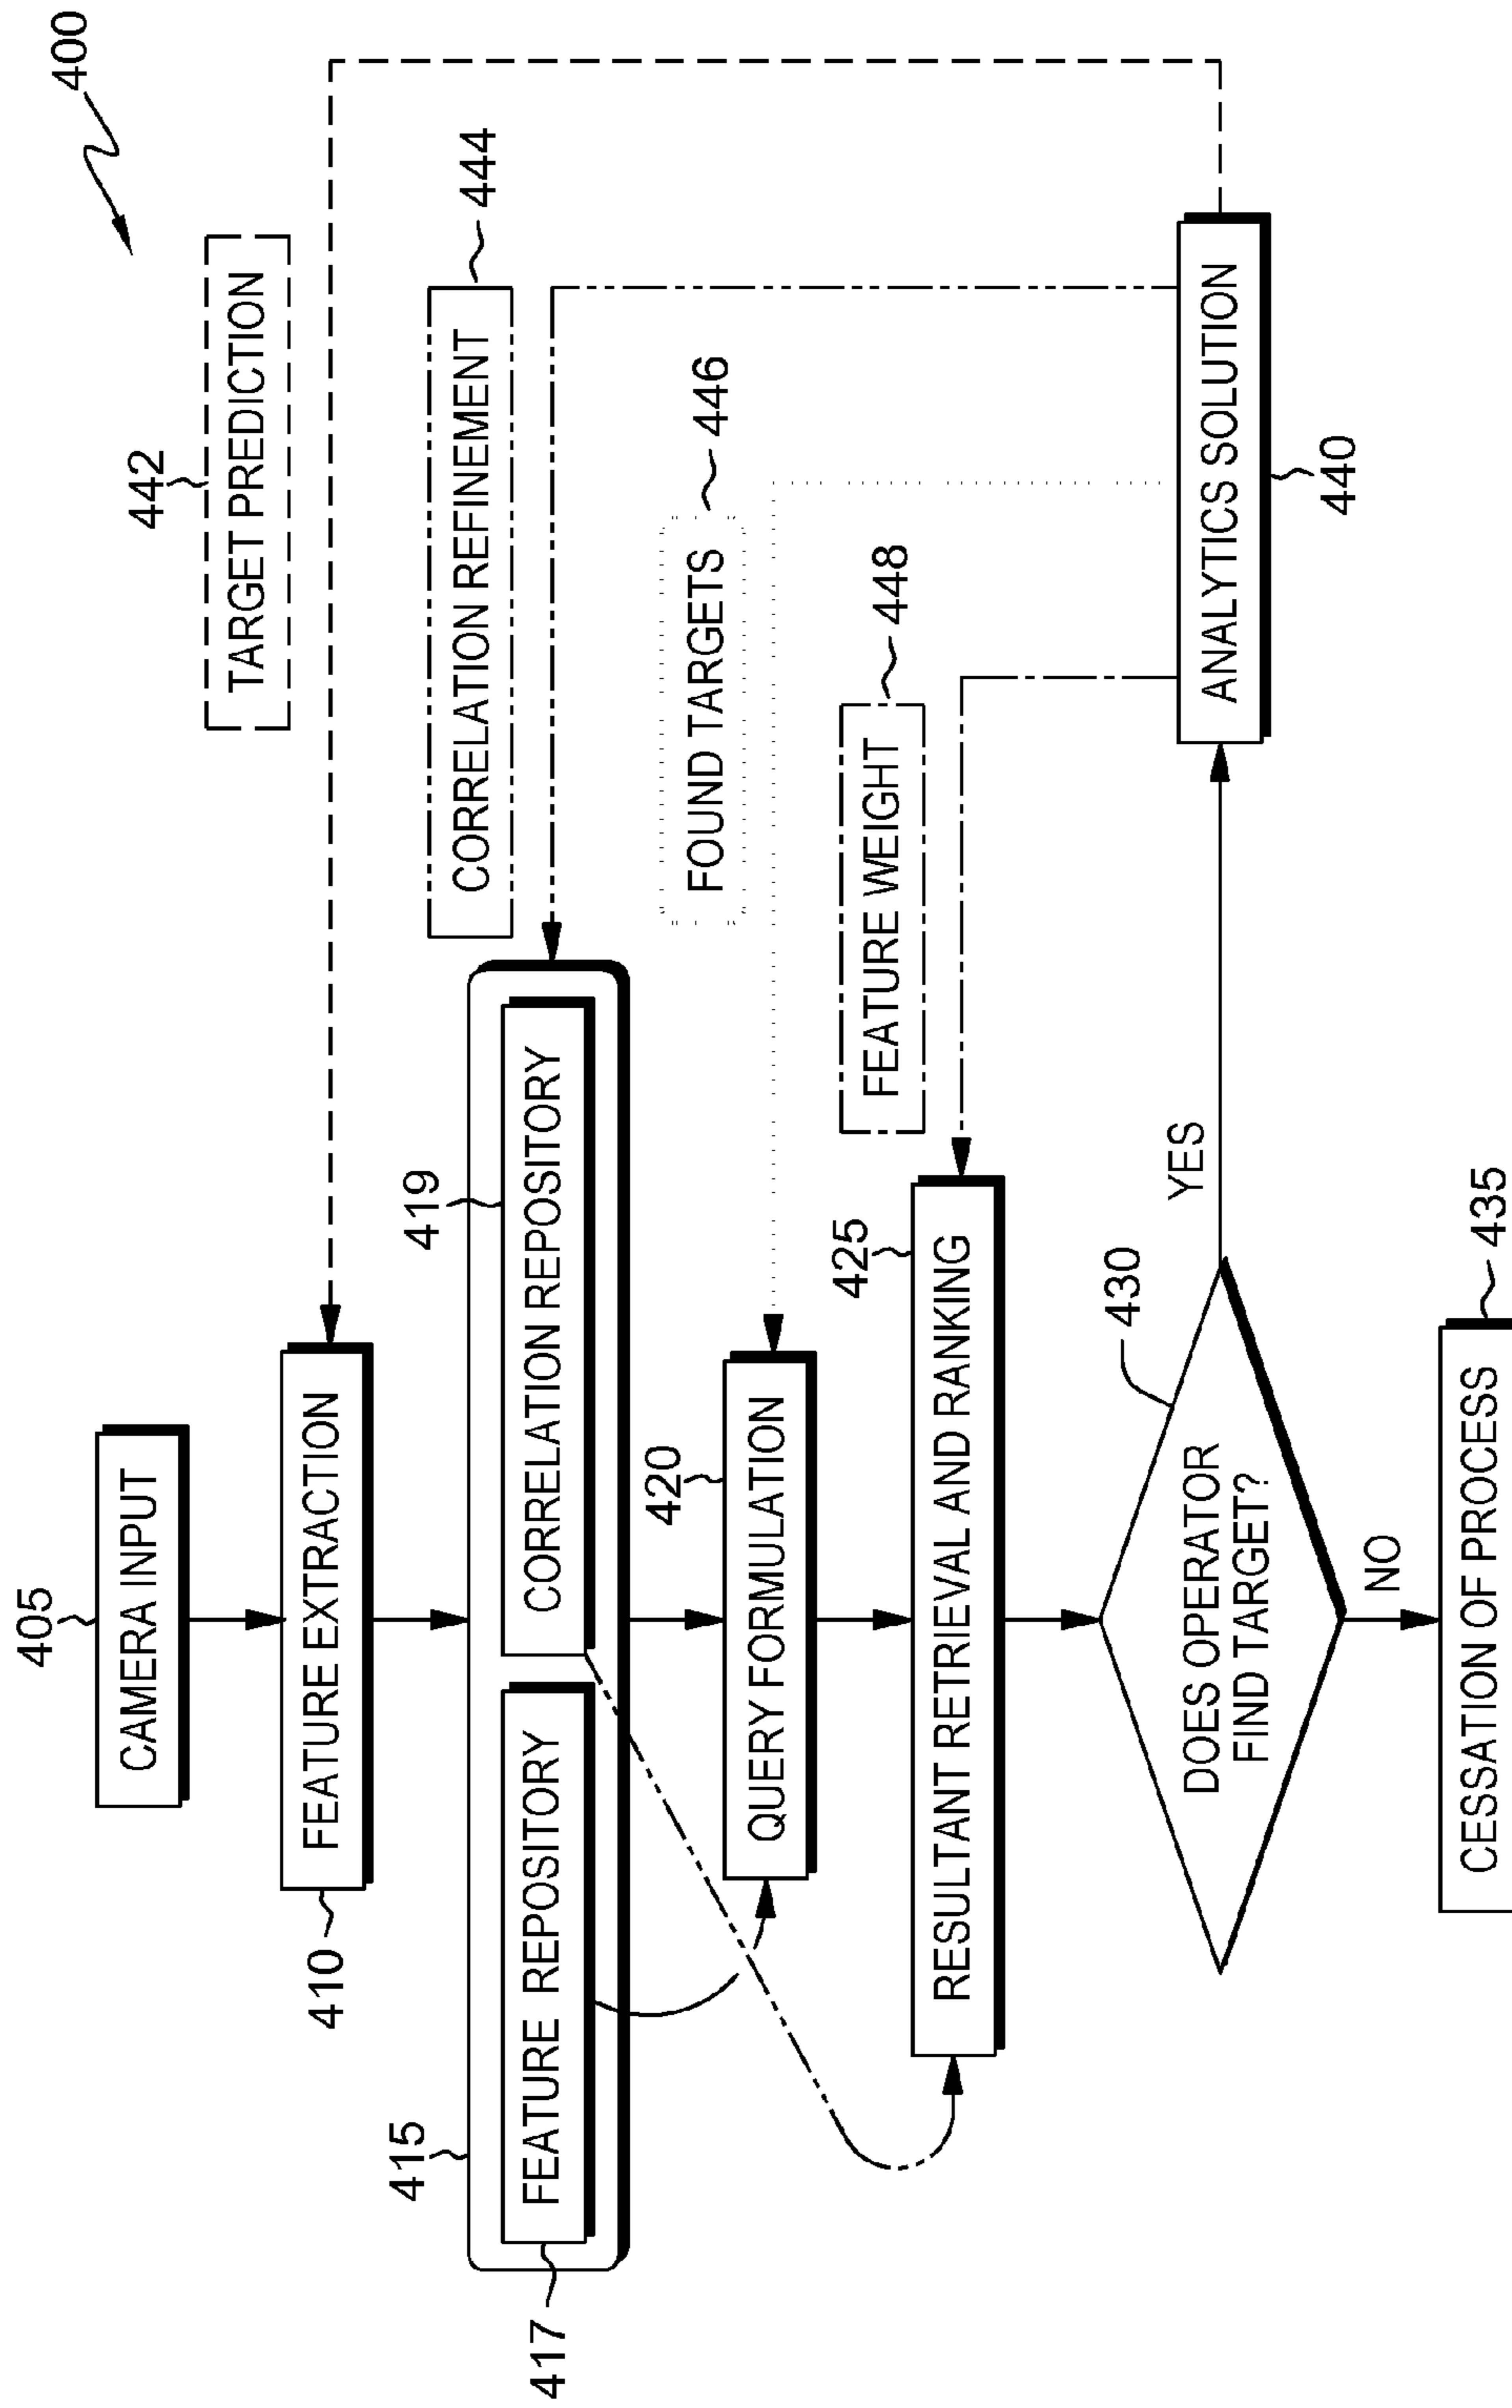 400
405
CAMERA INPUT
442
TARGET PREDICTION
410
FEATURE EXTRACTION
415
419
444
CORRELATION REFINEMENT
417
FEATURE REPOSITORY
CORRELATION REPOSITORY
420
446
FOUND TARGETS
QUERY FORMULATION
425
448
FEATURE WEIGHT
RESULTANT RETRIEVAL AND RANKING
430
YES
DOES OPERATOR
FIND TARGET?
ANALYTICS SOLUTION
440
NO
435
CESSATION OF PROCESS